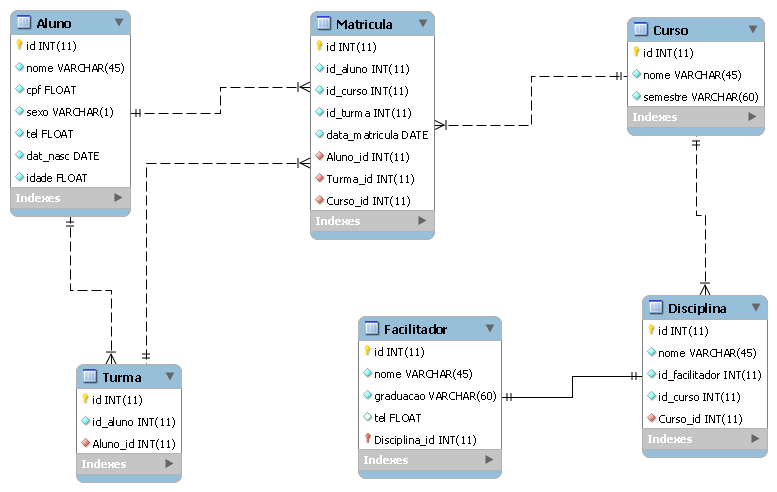 Aluno
id INT(11)
nome VARCHAR(45)
cpf FLOAT
sexo VARCHAR(1)
tel FLOAT
dat_nasc DATE
idade FLOAT
Indexes
Matricula
id INT(11)
id_aluno INT(11)
id_curso INT(11)
id_turma INT(11)
data_matricula DATE
Aluno_id INT(11)
Turma_id INT(11)
Curso_id INT(11)
Indexes
Curso
id INT(11)
nome VARCHAR(45)
semestre VARCHAR(60)
Indexes
Turma
id INT(11)
id_aluno INT(11)
Aluno_id INT(11)
Indexes
Facilitador
id INT(11)
nome VARCHAR(45)
graduacao VARCHAR(60)
tel FLOAT
Disciplina_id INT(11)
Indexes
Disciplina
id INT(11)
nome VARCHAR(45)
id_facilitador INT(11)
id_curso INT(11)
Curso_id INT(11)
Indexes